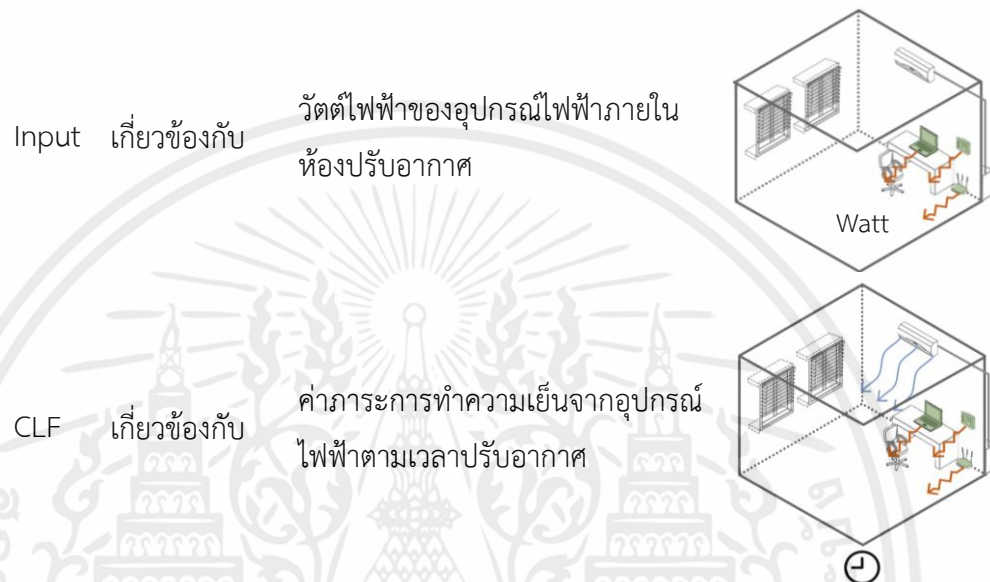 Input เกี่ยวข้องกับ วัตต์ไฟฟ้าของอุปกรณ์ไฟฟ้าภายใน
ห้องปรับอากาศ
Watt
CLF เกี่ยวข้องกับ ค่าภาระการทำความเย็นจากอุปกรณ์
ไฟฟ้าตามเวลาปรับอากาศ